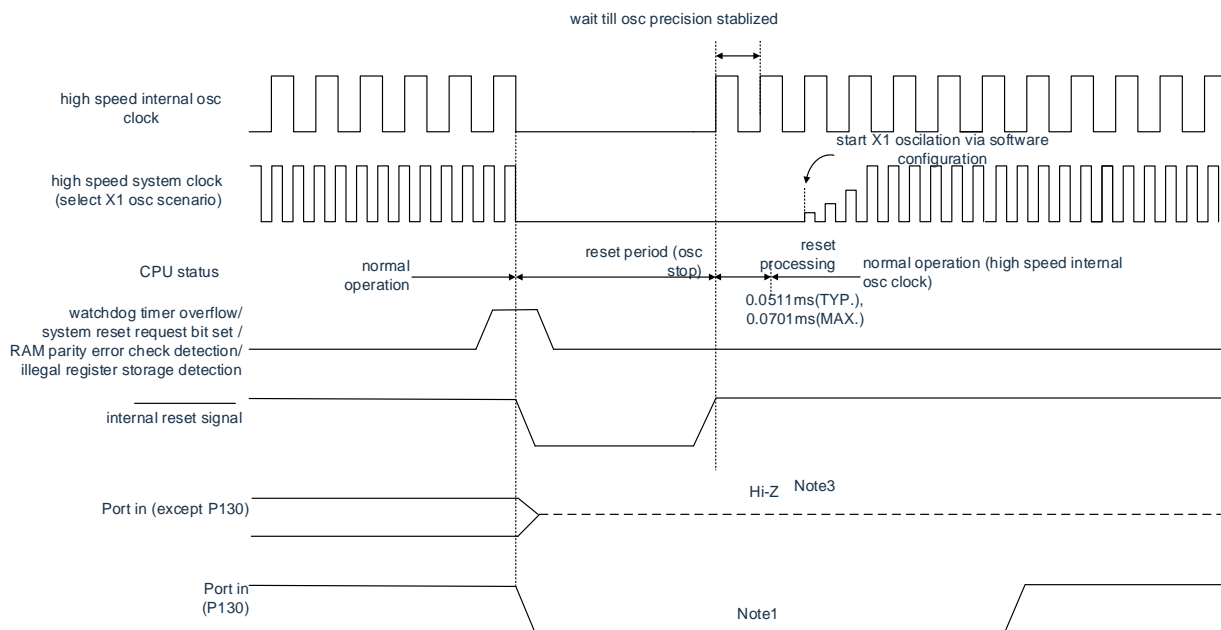 wait till osc precision stablized
high speed internal osc
clock
start X1 oscilation via software
configuration
high speed system clock
(select X1 osc scenario)
CPU status
normal
operation
reset period (osc
stop)
reset
processing
normal operation (high speed internal
osc clock)
0.0511ms(TYP.),
0.0701ms(MAX.)
watchdog timer overflow/
system reset request bit set /
RAM parity error check detection/
illegal register storage detection
internal reset signal
Hi-Z
Note3
Port in (except P130)
Port in
(P130)
Note1